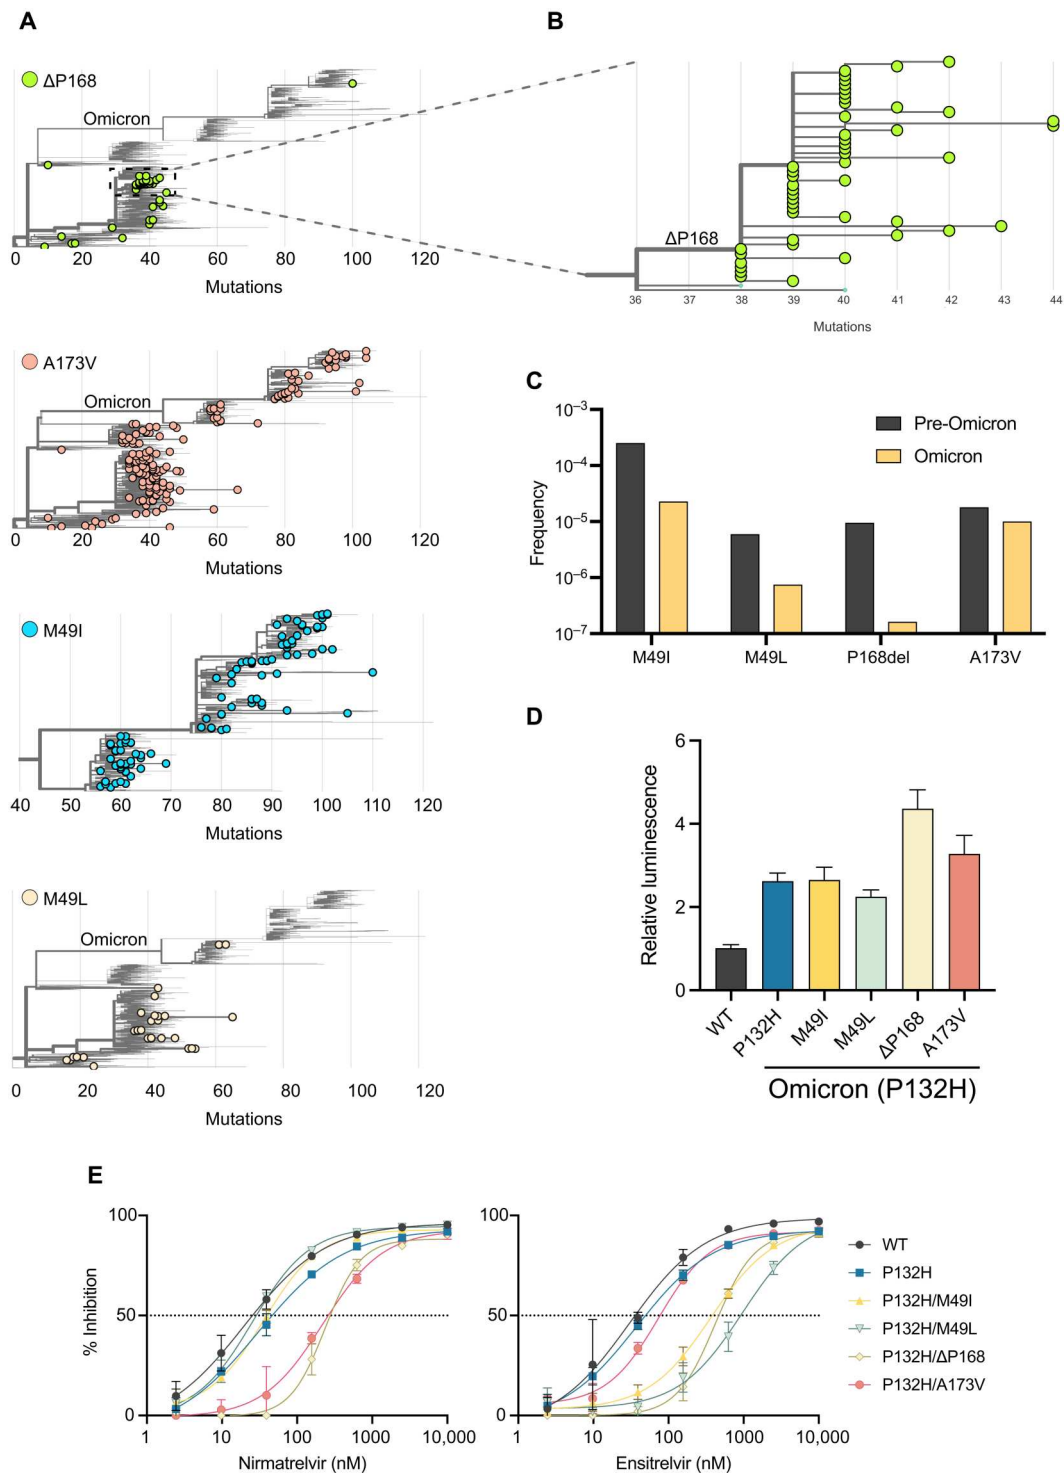 A
ΔP168
Omicron
0 20 40 60 80 100 120
Mutations
B
ΔP168
36 37 38 39 40 41 42 43 44
Mutations
A173V
Omicron
0 20 40 60 80 100 120
Mutations
C
Pre-Omicron
Omicron
Frequency
10–3
10–4
10–5
10–6
10–7
M49I M49L P168del A173V
M49I
40 50 60 70 80 90 100 110 120
Mutations
D
Relative luminescence
6
4
2
0
WT P132H M49I M49L ΔP168 A173V
Omicron (P132H)
M49L
Omicron
0 20 40 60 80 100 120
Mutations
E
% Inhibition
100
50
0
1 10 100 1000 10,000
Nirmatrelvir (nM)
100
50
0
1 10 100 1000 10,000
Ensitrelvir (nM)
WT
P132H
P132H/M49I
P132H/M49L
P132H/ΔP168
P132H/A173V